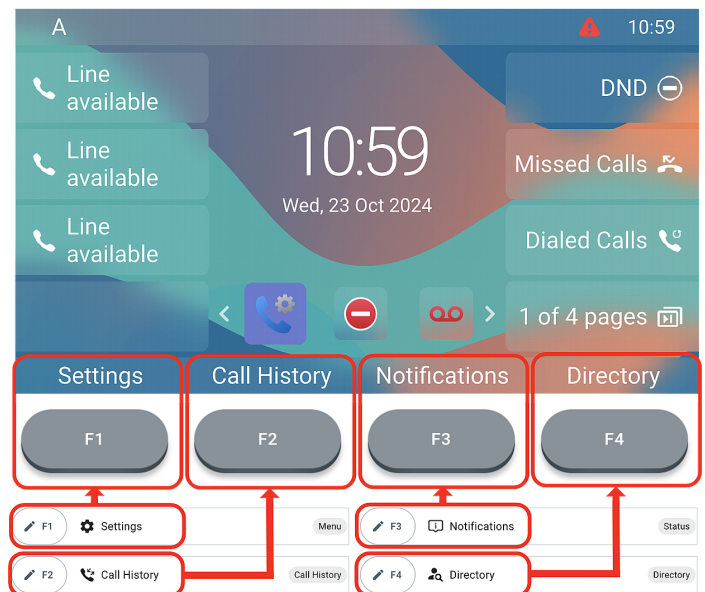 A
10:59
Line
available
DND
Line
available
10:59
Missed Calls
Wed, 23 Oct 2024
Line
available
Dialed Calls
1 of 4 pages
Settings
Call History
Notifications
Directory
F1
F2
F3
F4
F1 Settings Menu
F3 Notifications Status
F2 Call History Call History
F4 Directory Directory